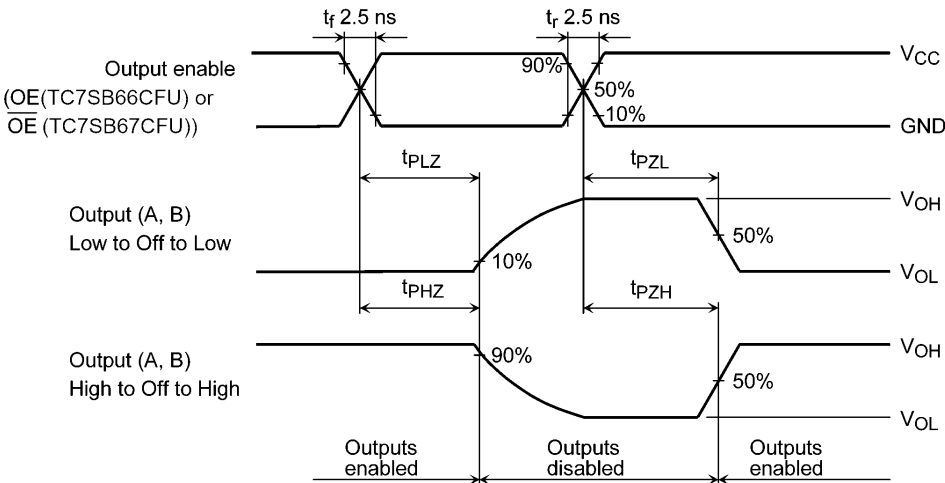 tf 2.5 ns
tr 2.5 ns
VCC
Output enable
(OE(TC7SB66CFU) or
OE (TC7SB67CFU))
90%
50%
10%
GND
tPLZ
tPZL
VOH
Output (A, B)
Low to Off to Low
50%
10%
VOL
tPHZ
tPZH
VOH
Output (A, B)
High to Off to High
90%
50%
VOL
Outputs
enabled
Outputs
disabled
Outputs
enabled